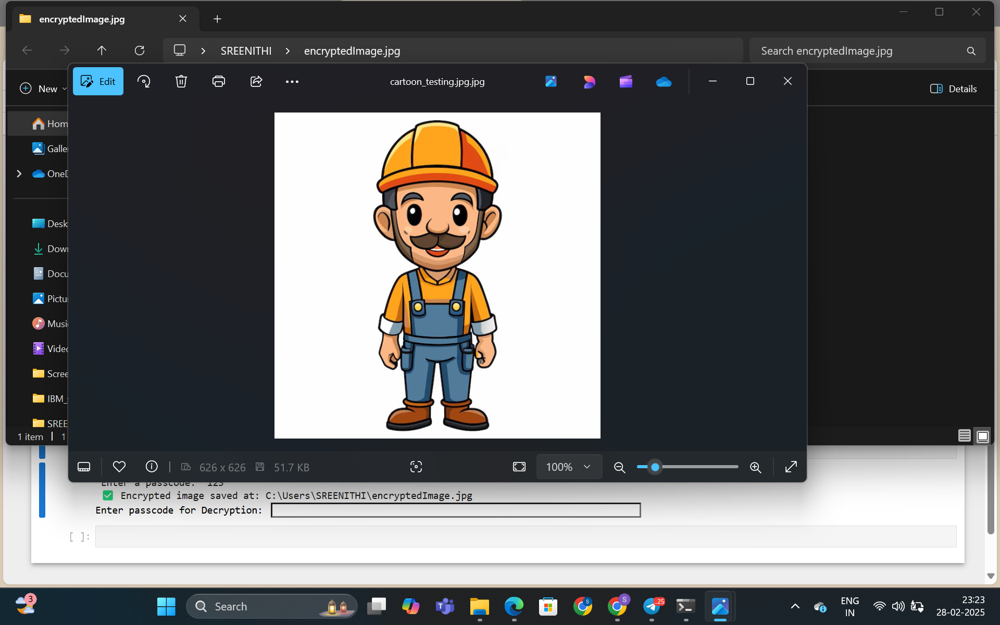 encryptedImage.jpg
SREENITHI
encryptedImage.jpg
Search encryptedImage.jpg
Edit
cartoon_testing.jpg.jpg
New
Details
Hom
Galle
OneD
Desk
Down
Docu
Pictu
Musi
Video
Scree
IBM_
SREE
1 item
1
626 x 626
51.7 KB
100%
Enter a passcode: 123
✅ Encrypted image saved at: C:\Users\SREENITHI\encryptedImage.jpg
Enter passcode for Decryption:
[ ]:
3
Search
S
S
.25
ENG
IN
23:23
28-02-2025